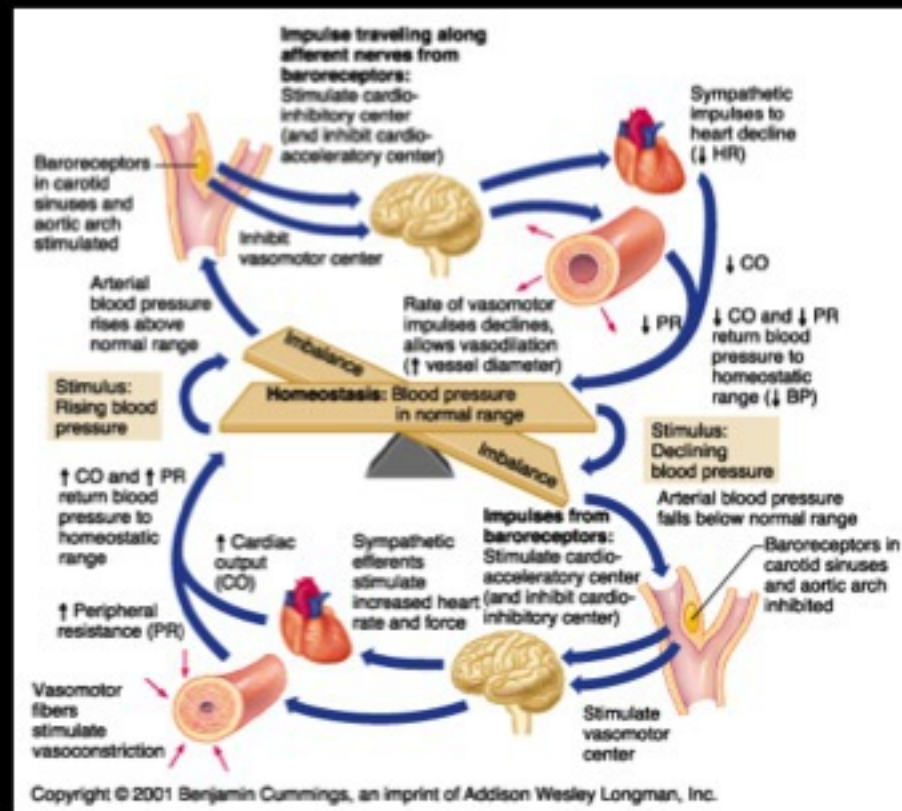 Impulse traveling along
afferent nerves from
baroreceptors:
Stimulate cardio-
inhibitory center
(and inhibit cardio-
acceleratory center)
Sympathetic
impulses to
heart decline
(↓ HR)
Baroreceptors
in carotid
sinuses and
aortic arch
stimulated
Inhibit
vasomotor center
↓ CO
Arterial
blood pressure
rises above
normal range
Rate of vasomotor
impulses declines,
allows vasodilation
(↑ vessel diameter)
↓ PR
↓ CO and ↓ PR
return blood
pressure to
homeostatic
range (↓ BP)
Imbalance
Stimulus:
Rising blood
pressure
Homeostasis: Blood pressure
in normal range
Imbalance
Stimulus:
Declining
blood pressure
↑ CO and ↑ PR
return blood
pressure to
homeostatic
range
Arterial blood pressure
falls below normal range
Impulses from
baroreceptors:
Stimulate cardio-
acceleratory center
(and inhibit cardio-
inhibitory center)
↑ Cardiac
output
(CO)
Sympathetic
efferents
stimulate
increased heart
rate and force
Baroreceptors in
carotid sinuses
and aortic arch
inhibited
↑ Peripheral
resistance (PR)
Vasomotor
fibers
stimulate
vasoconstriction
Stimulate
vasomotor
center
Copyright © 2001 Benjamin Cummings, an imprint of Addison Wesley Longman, Inc.